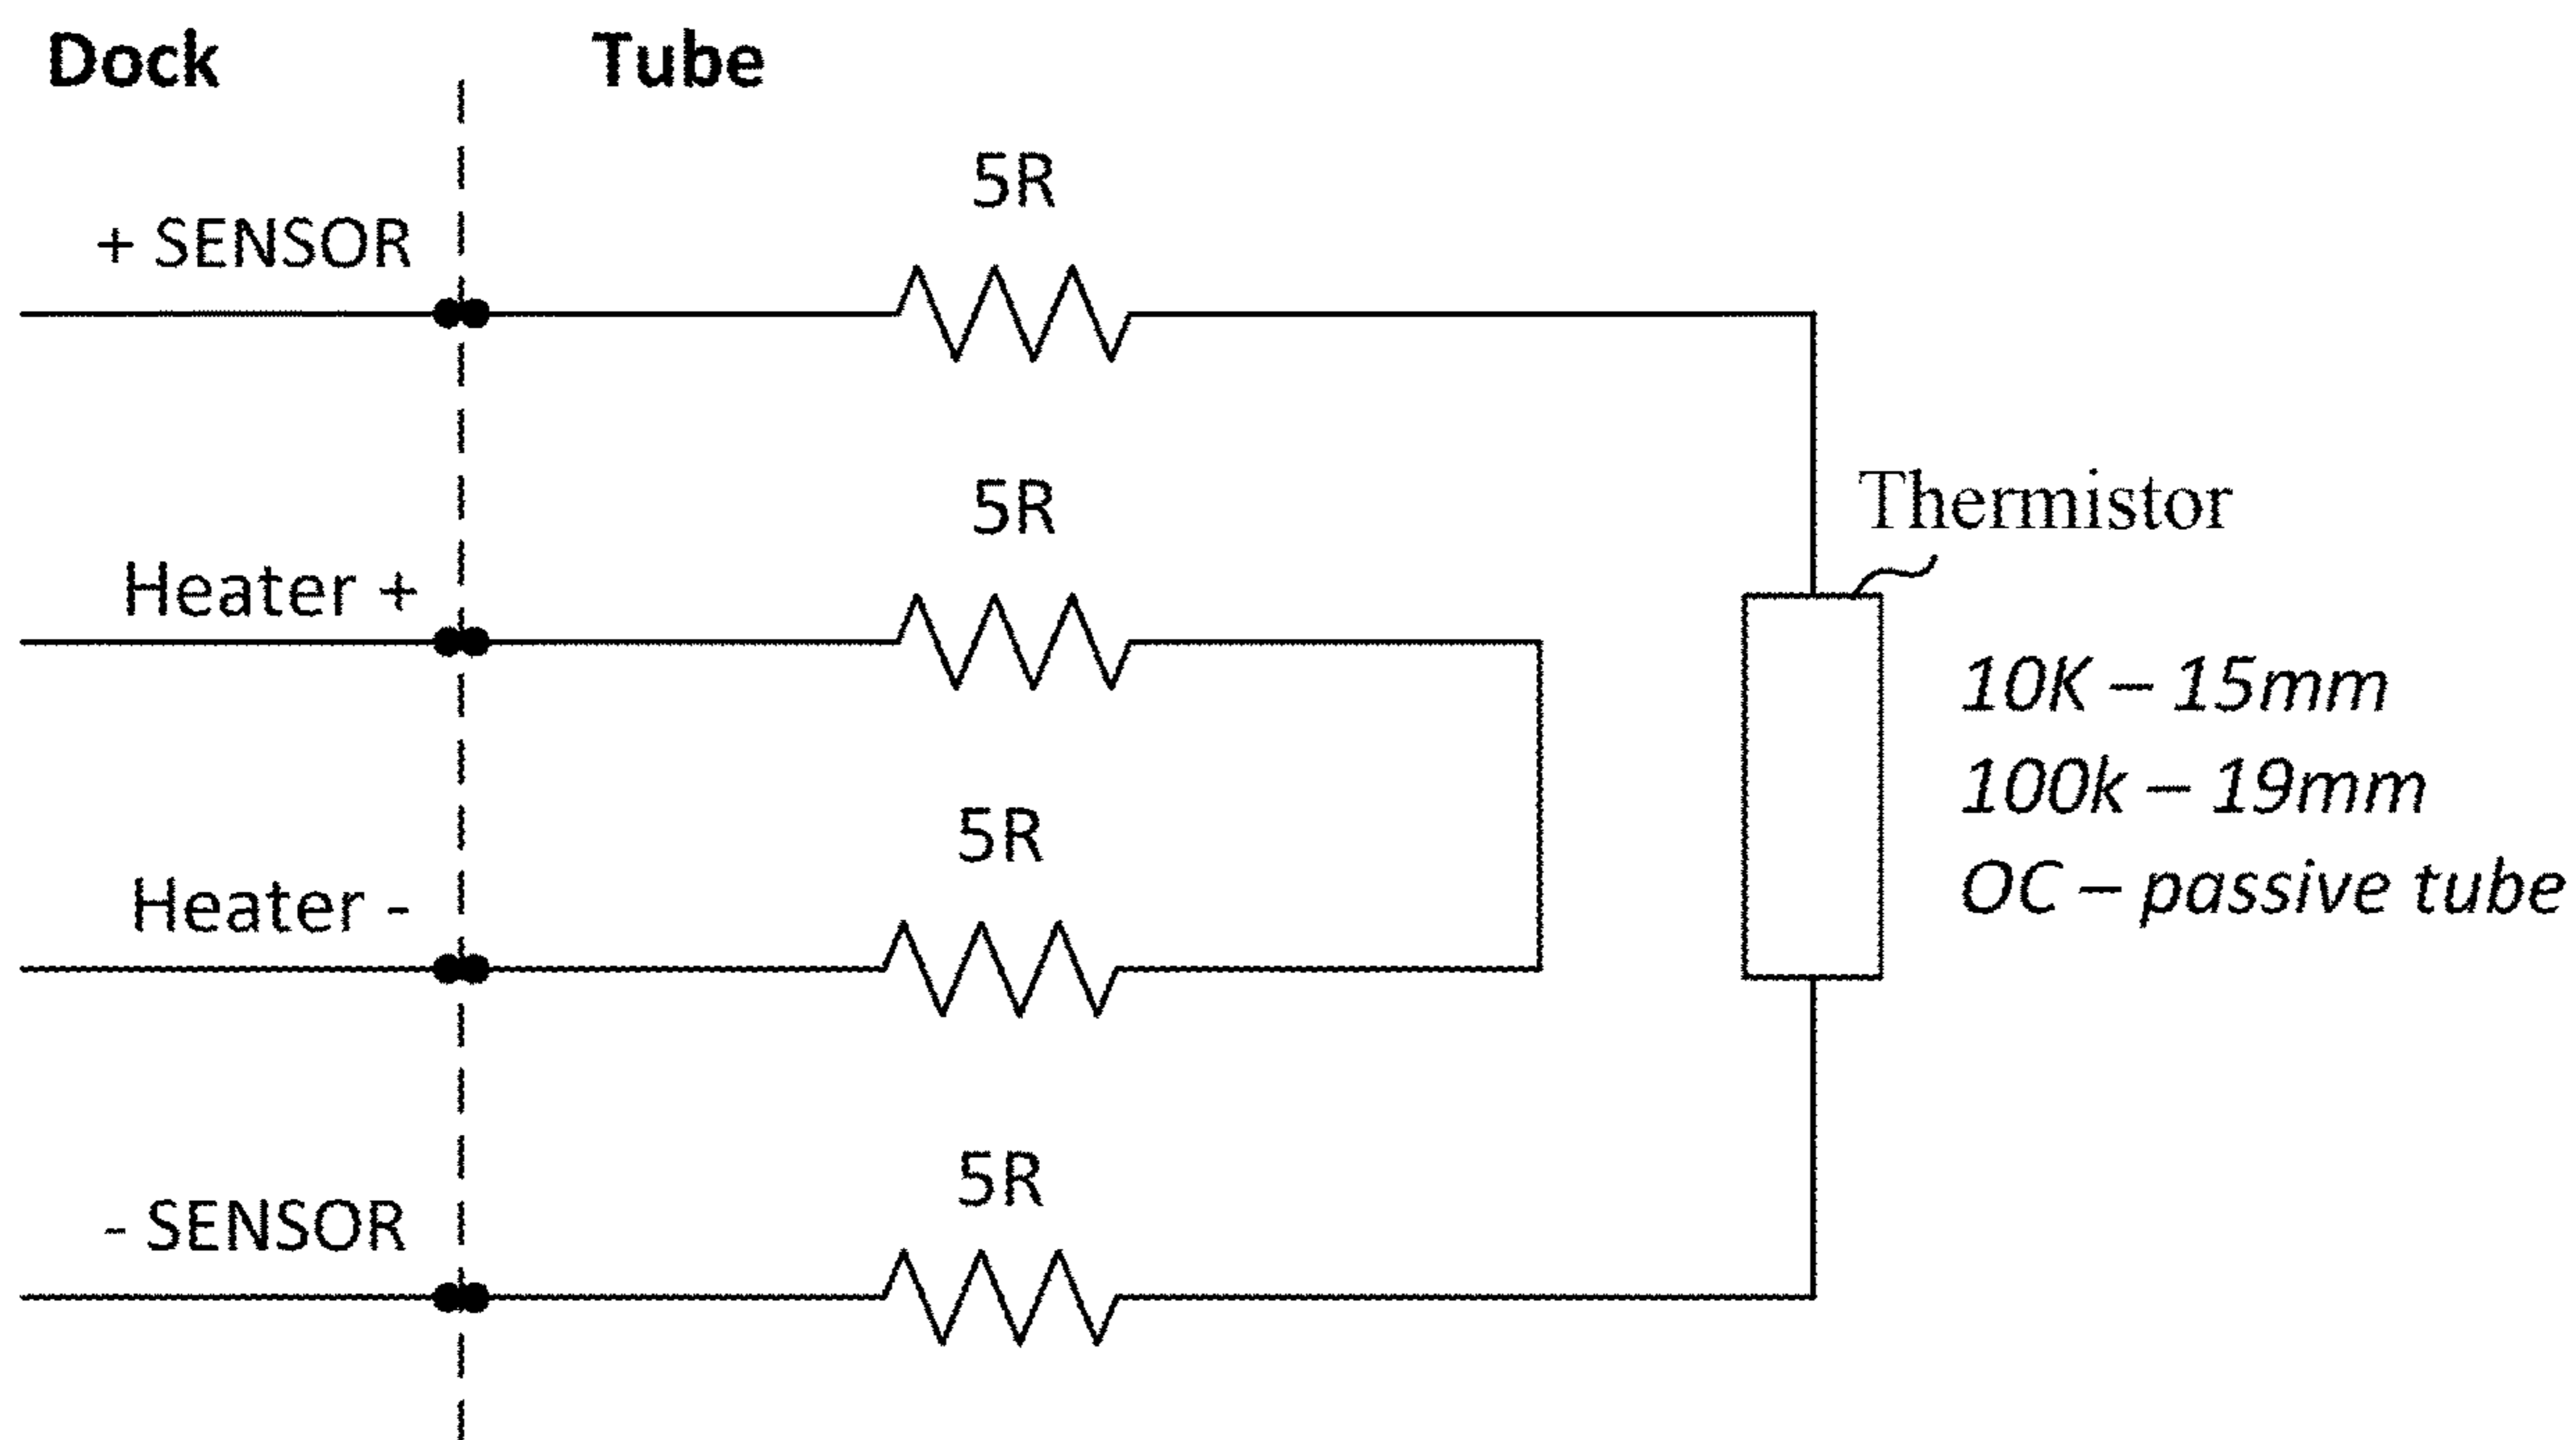 Dock
Tube
5R
+ SENSOR
5R
Thermistor
Heater +
10K – 15mm
100k – 19mm
5R
Heater -
OC – passive tube
5R
- SENSOR